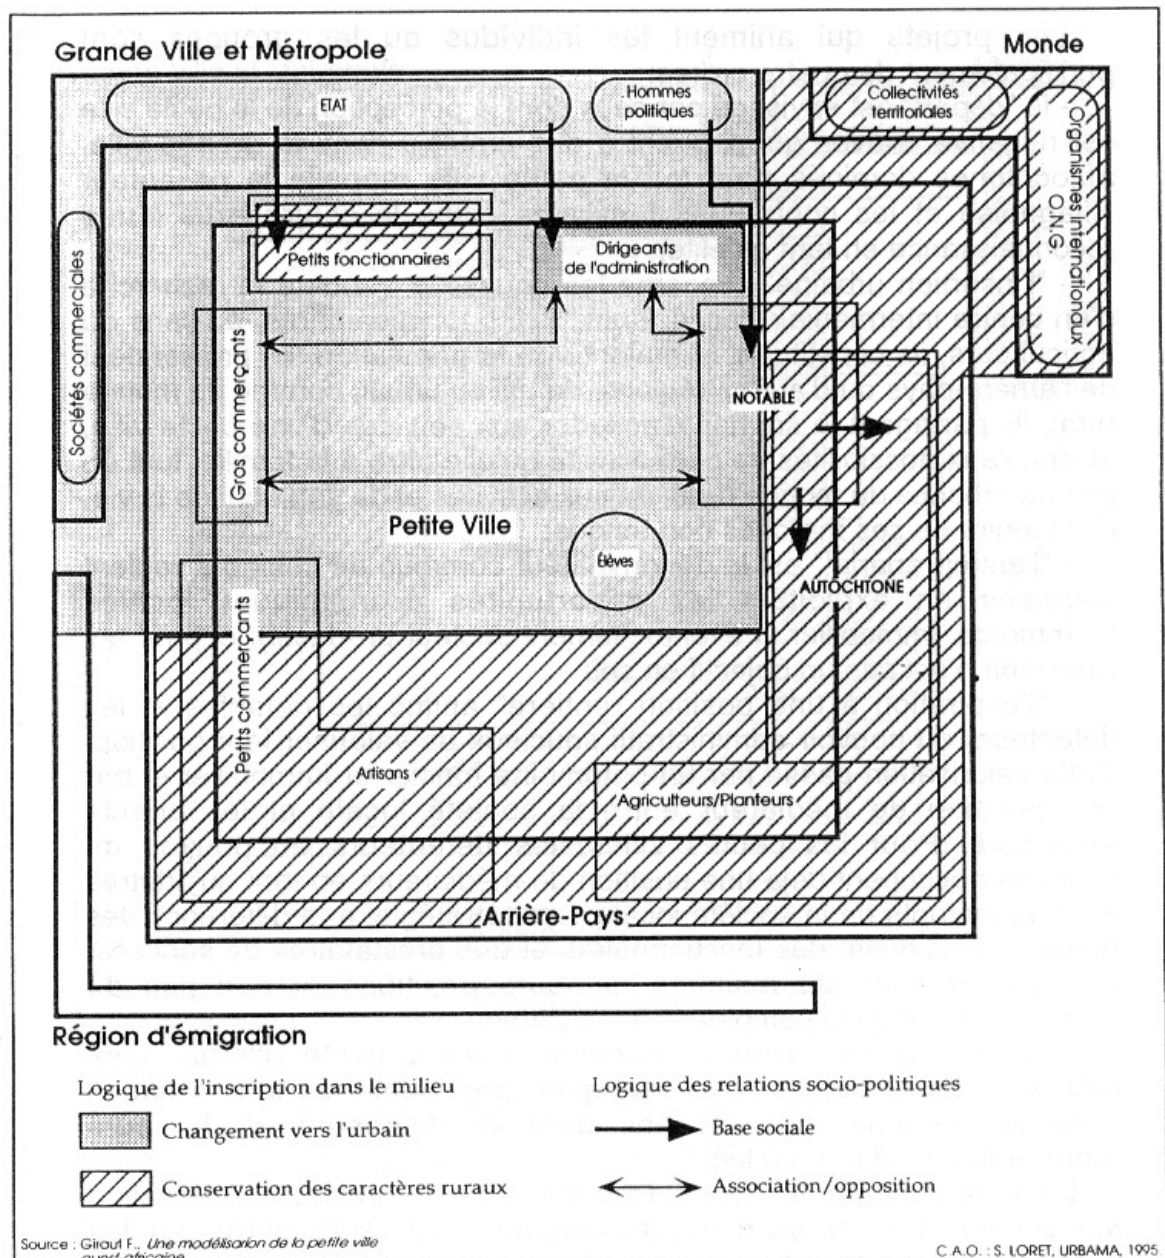 Grande Ville et Métropole
Monde
ETAT
Hommes
politiques
Collectivités
territoriales
Organismes Internationaux
O.N.G.
Sociétés commerciales
Petits fonctionnaires
Dirigeants
de l'administration
Gros commerçants
NOTABLE
Petite Ville
Élèves
AUTOCHTONE
Petits commerçants
Artisans
Agriculteurs/Planteurs
Arrière-Pays
Région d'émigration
Logique de l'inscription dans le milieu
Logique des relations socio-politiques
Changement vers l'urbain
Base sociale
Conservation des caractères ruraux
Association/opposition
Source : Giraut F., Une modélisarion de la petite ville
ouest-africaine
C.A.O. : S. LORET, URBAMA, 1995